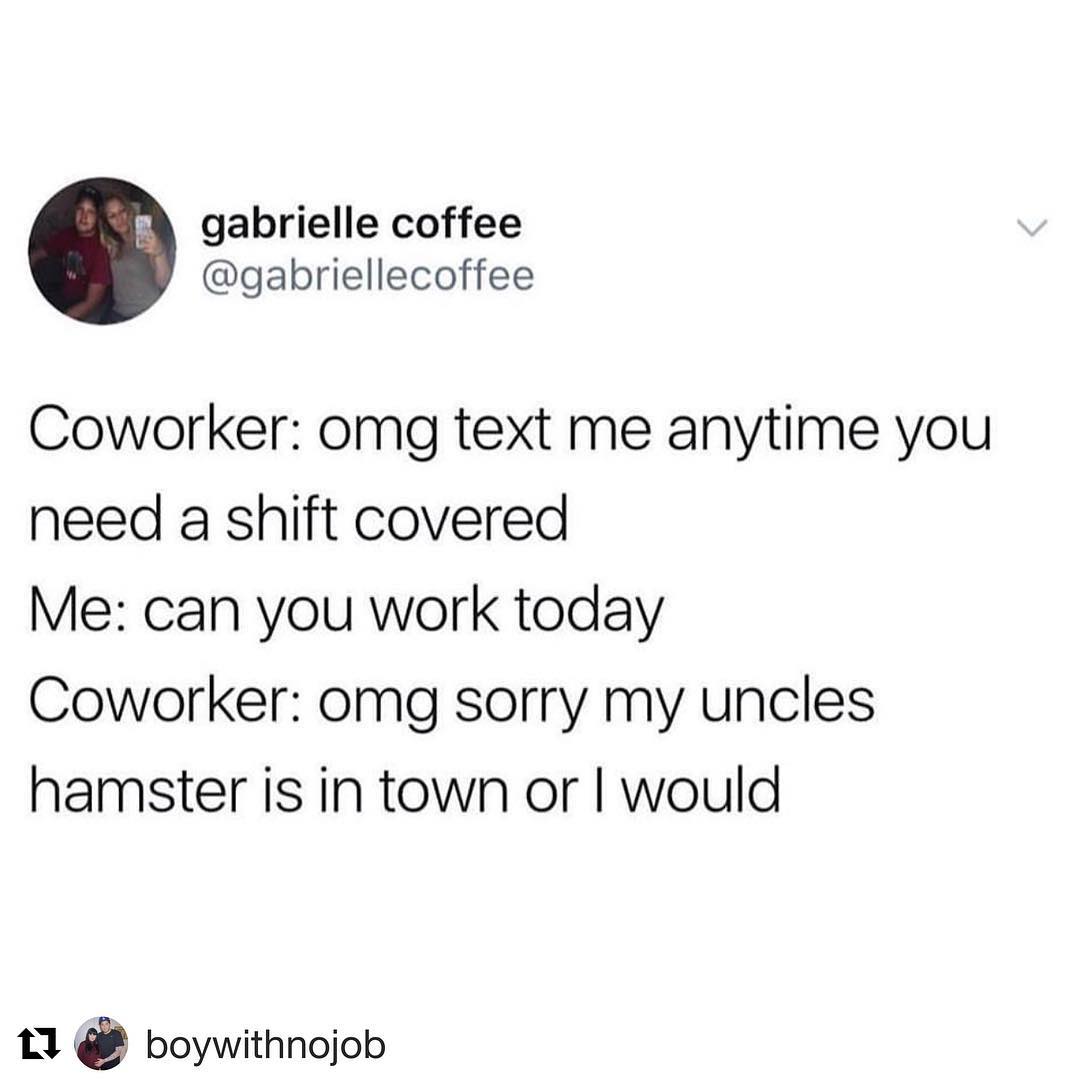 gabrielle coffee
@gabriellecoffee
Coworker: omg text me anytime you
need a shift covered
Me: can you work today
Coworker: omg sorry my uncles
hamster is in town or I would
boywithnojob